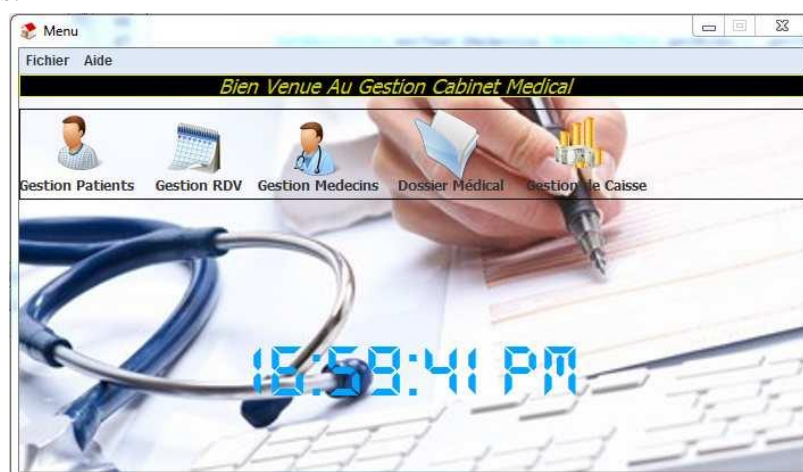 Menu
Fichier Aide
Bien Venue Au Gestion Cabinet Medical
Gestion Patients Gestion RDV Gestion Medecins Dossier Médical Gestion de Caisse
16:59:41 PM